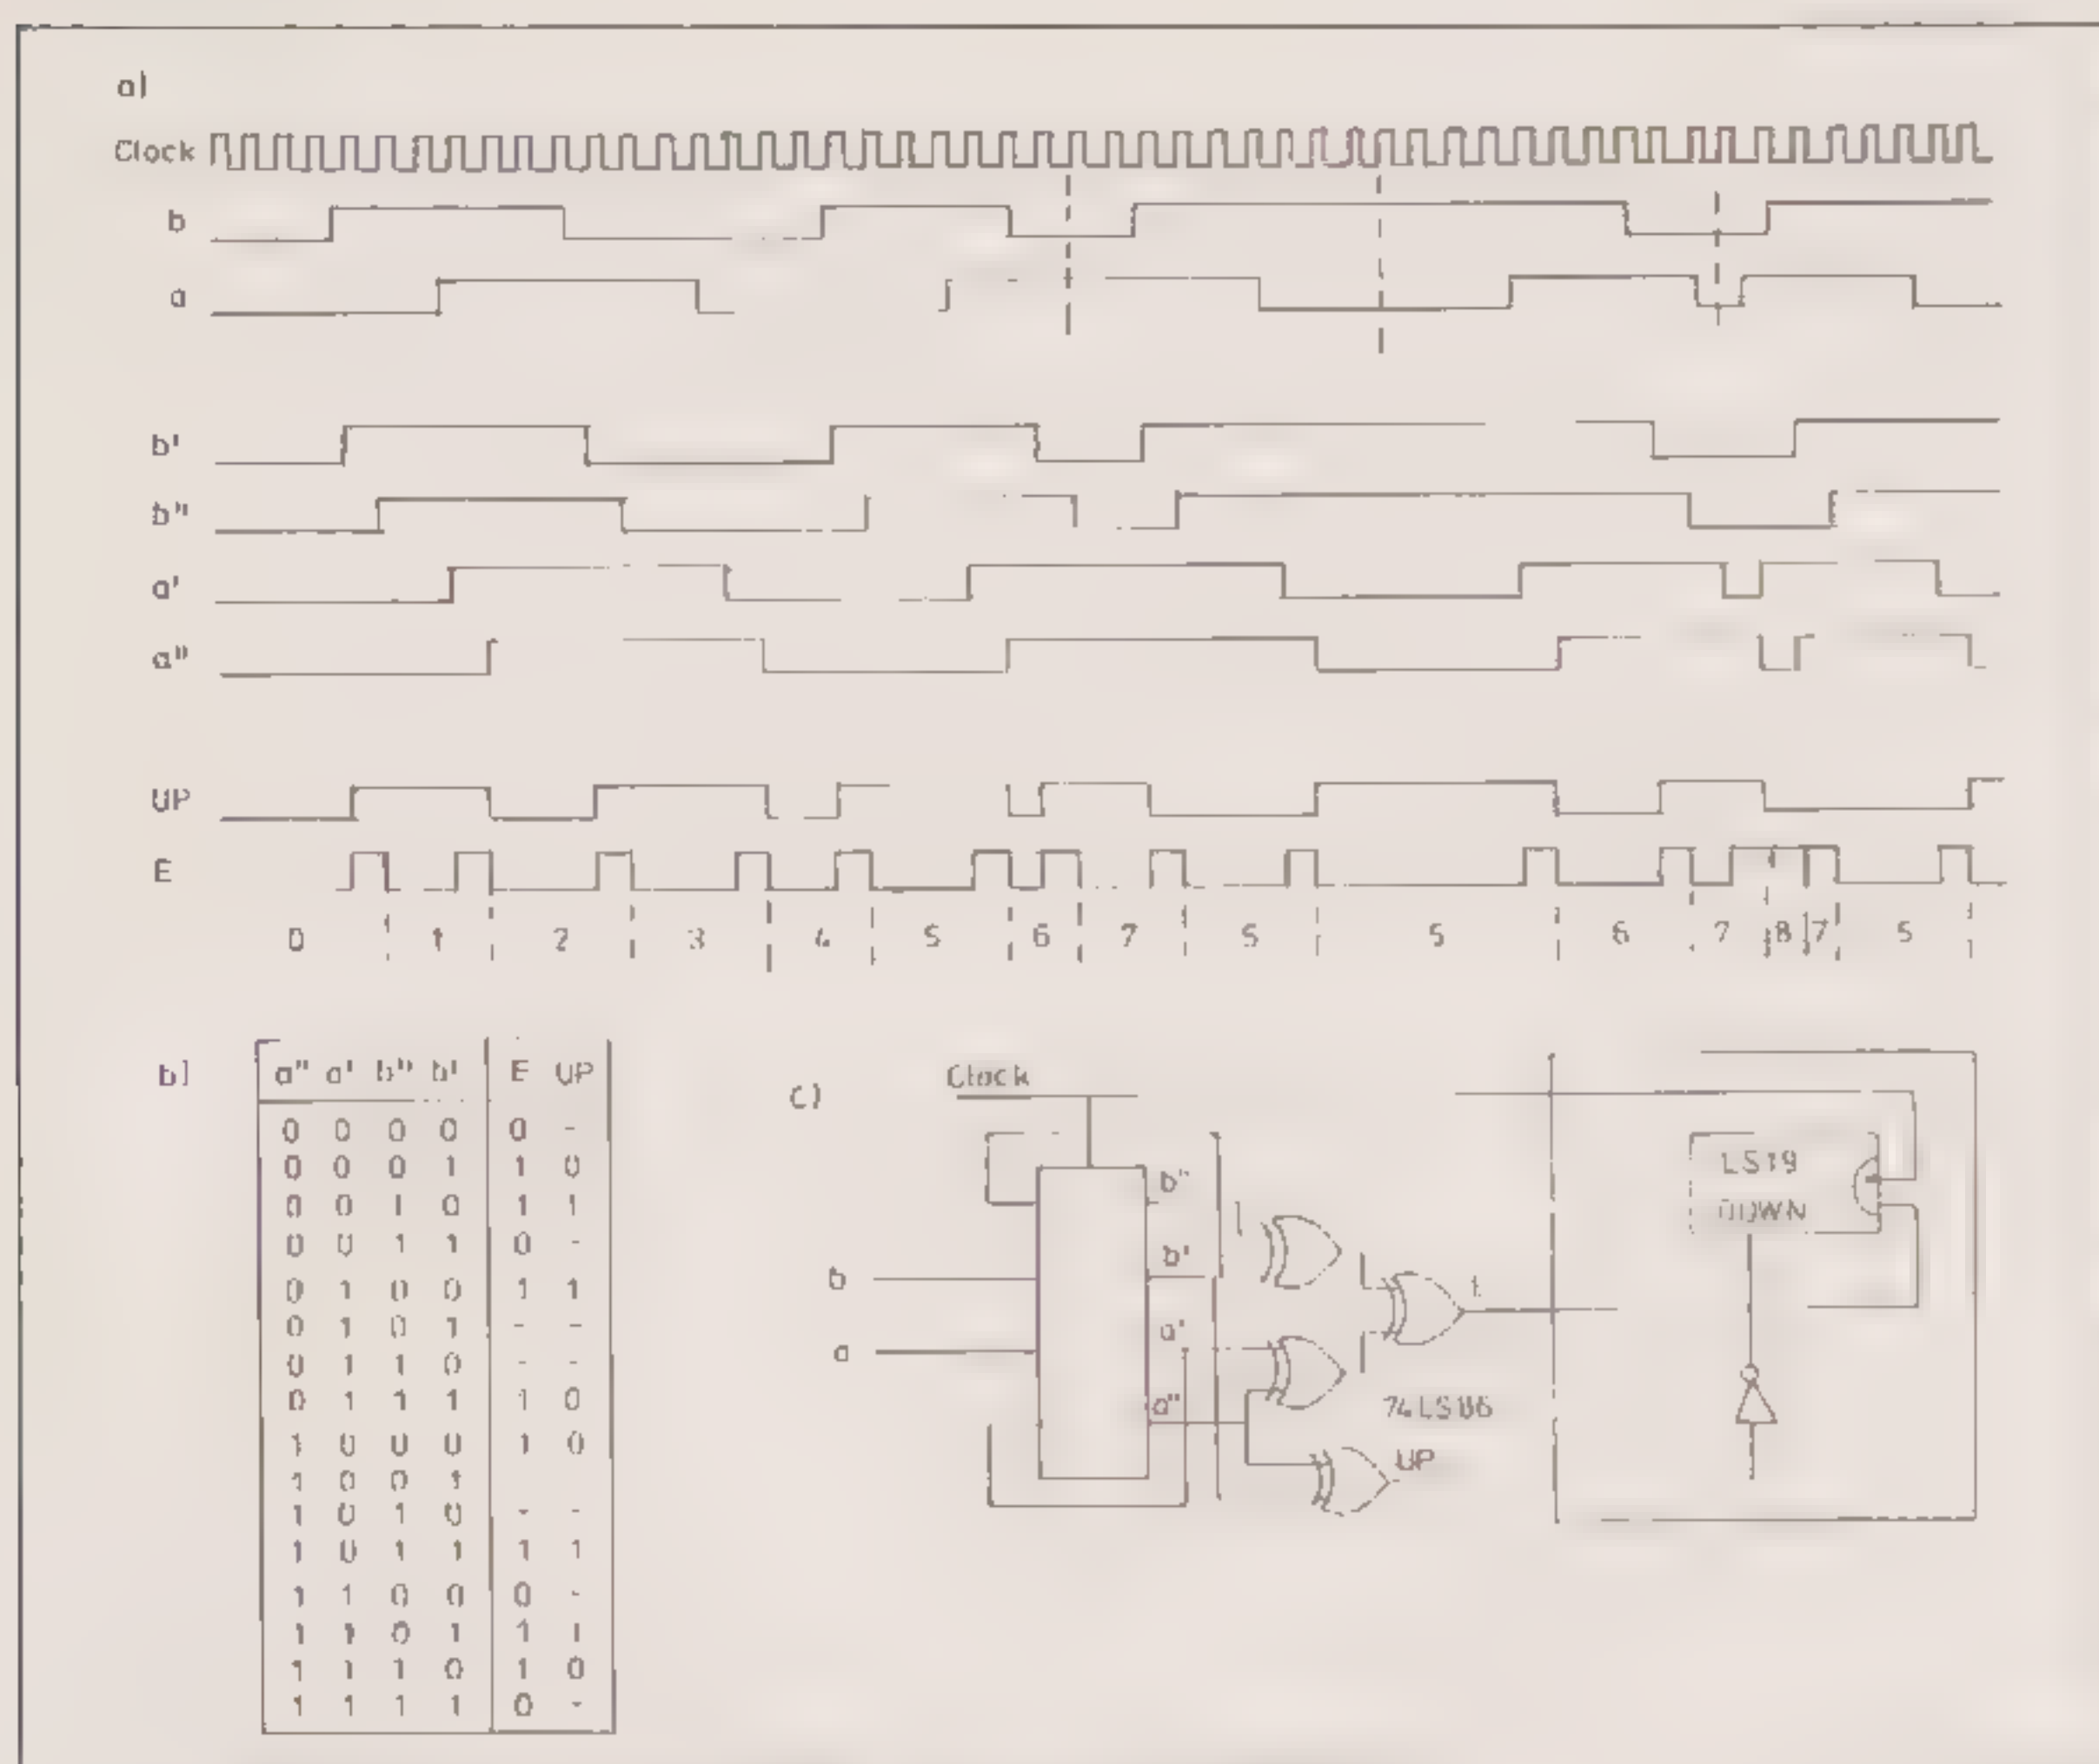 a)
Clock
b
a
b'
b"
a'
a"
UP
E
0 1 2 3 4 5 6 7 5 5 6 7 8 7 5
b)
a" a' b" b' E UP
0 0 0 0 0 -
0 0 0 1 1 0
0 0 1 0 1 1
0 0 1 1 0 -
0 1 0 0 1 1
0 1 0 1 - -
0 1 1 0 - -
0 1 1 1 1 0
1 0 0 0 1 0
1 0 0 1
1 0 1 0 - -
1 0 1 1 1 1
1 1 0 0 0 -
1 1 0 1 1 1
1 1 1 0 1 0
1 1 1 1 0 -
c)
Clock
b"
b'
b
a'
a
a"
74LS86
UP
DOWN